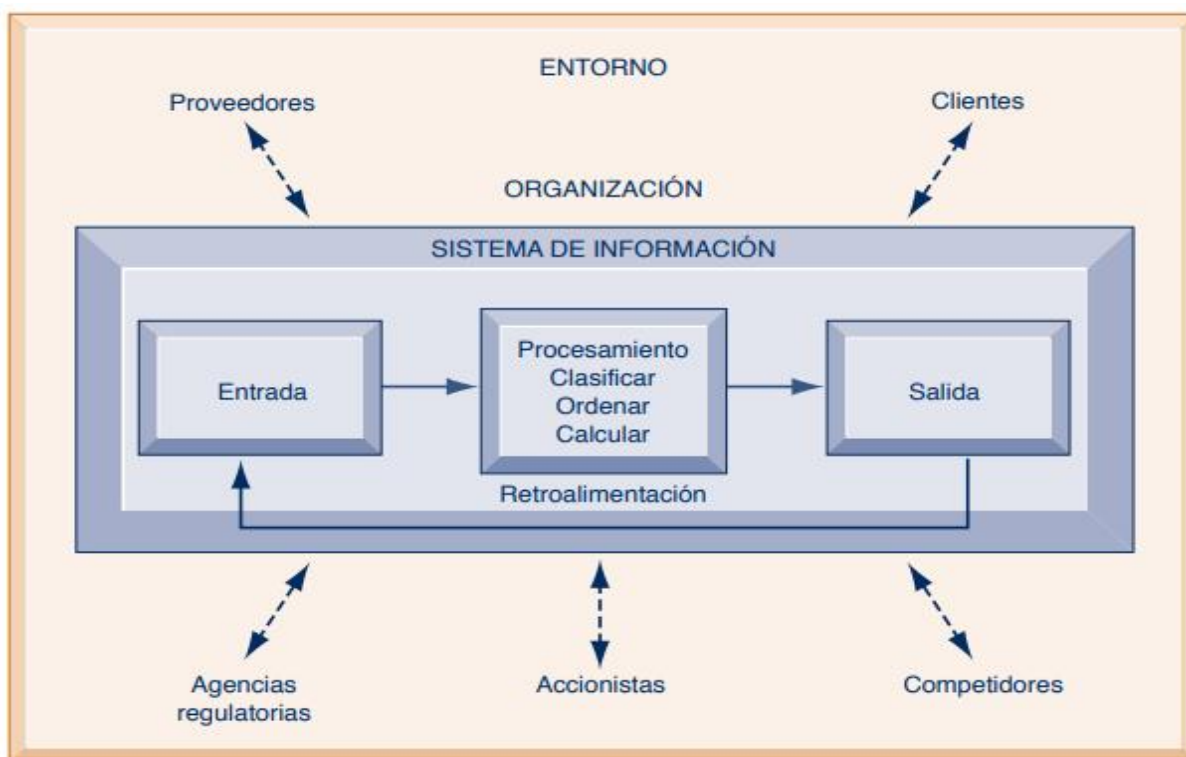 ENTORNO
Proveedores
Clientes
ORGANIZACIÓN
SISTEMA DE INFORMACIÓN
Entrada
Procesamiento
Clasificar
Ordenar
Calcular
Salida
Retroalimentación
Agencias
regulatorias
Accionistas
Competidores